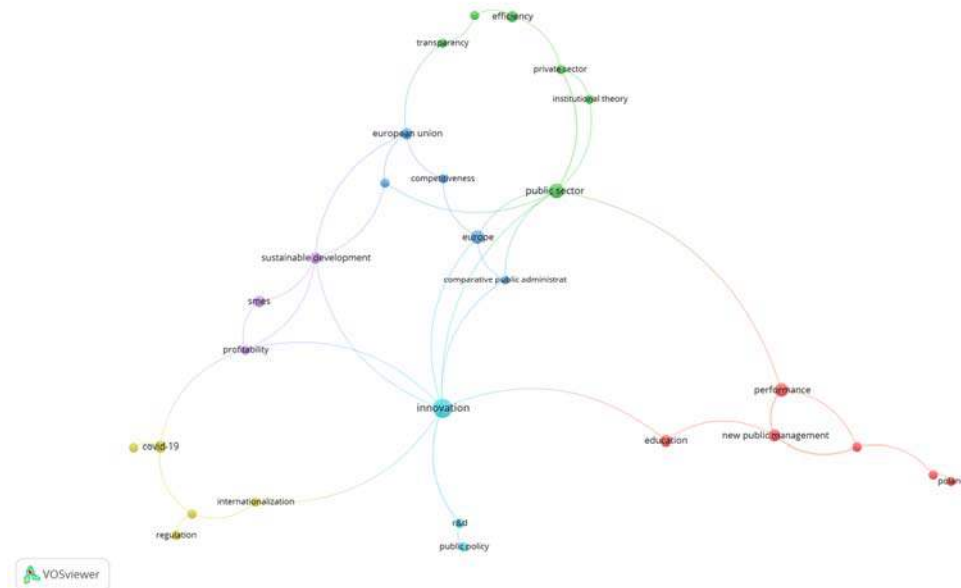 efficiency
transparency
private sector
institutional theory
european union
competitiveness
public sector
europe
sustainable development
comparative public administrat
smes
profitability
performance
innovation
new public management
education
covid-19
polan
internationalization
r&d
regulation
public policy
VOSviewer